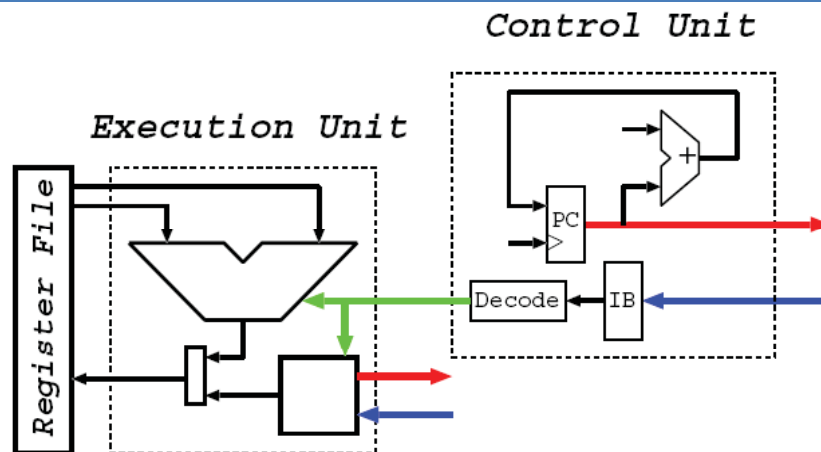 Control Unit
Execution Unit
+
PC
Register File
Decode
IB